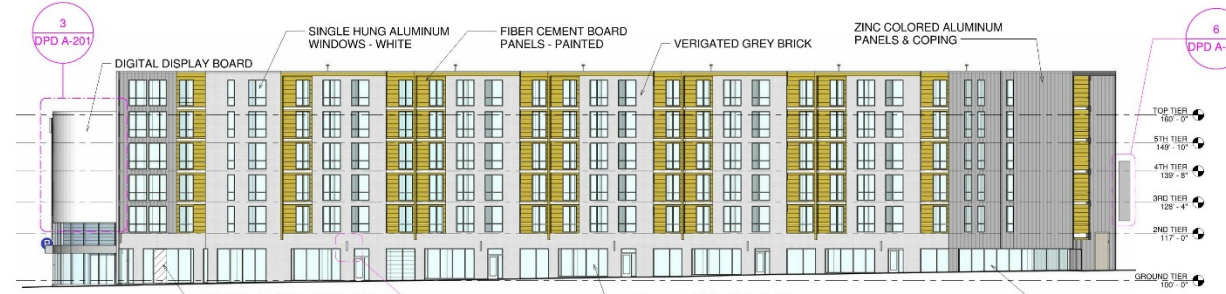 3
DPD A-201
DIGITAL DISPLAY BOARD
SINGLE HUNG ALUMINUM
WINDOWS - WHITE
FIBER CEMENT BOARD
PANELS - PAINTED
VERIGATED GREY BRICK
ZINC COLORED ALUMINUM
PANELS & COPING
6
DPD A-
TOP TIER
160' - 0"
5TH TIER
149' - 10"
4TH TIER
139' - 8"
3RD TIER
128' - 4"
2ND TIER
117' - 0"
GROUND TIER
100' - 0"
P